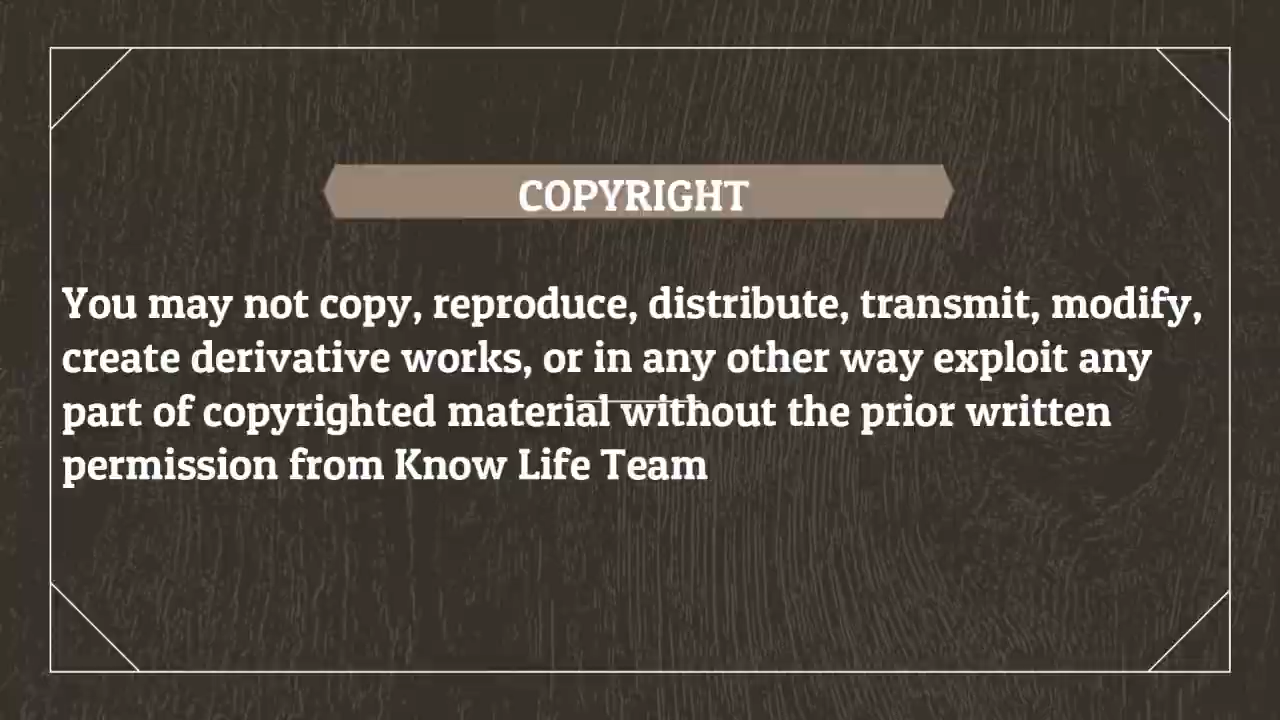 COPYRIGHT
You may not copy, reproduce, distribute, transmit, modify,
create derivative works, or in any other way exploit any
part of copyrighted material without the prior written
permission from Know Life Team